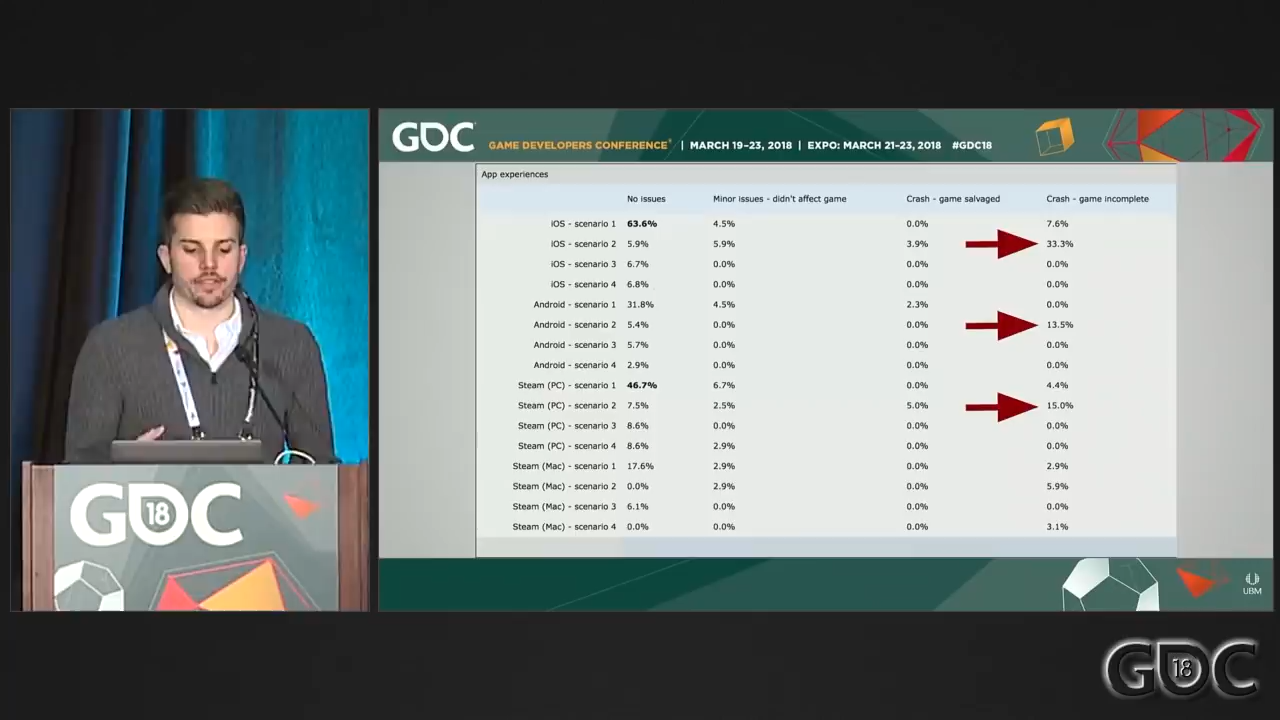 GDC
GAME DEVELOPERS CONFERENCE® | MARCH 19–23, 2018 | EXPO: MARCH 21–23, 2018 #GDC18
App experiences
No issues Minor issues - didn't affect game Crash - game salvaged Crash - game incomplete
iOS - scenario 1 63.6% 4.5% 0.0% 7.6%
iOS - scenario 2 5.9% 5.9% 3.9% 33.3%
iOS - scenario 3 6.7% 0.0% 0.0% 0.0%
iOS - scenario 4 6.8% 0.0% 0.0% 0.0%
Android - scenario 1 31.8% 4.5% 2.3% 0.0%
Android - scenario 2 5.4% 0.0% 0.0% 13.5%
Android - scenario 3 5.7% 0.0% 0.0% 0.0%
Android - scenario 4 2.9% 0.0% 0.0% 0.0%
Steam (PC) - scenario 1 46.7% 6.7% 0.0% 4.4%
Steam (PC) - scenario 2 7.5% 2.5% 5.0% 15.0%
Steam (PC) - scenario 3 8.6% 0.0% 0.0% 0.0%
Steam (PC) - scenario 4 8.6% 2.9% 0.0% 0.0%
Steam (Mac) - scenario 1 17.6% 2.9% 0.0% 2.9%
Steam (Mac) - scenario 2 0.0% 2.9% 0.0% 5.9%
Steam (Mac) - scenario 3 6.1% 0.0% 0.0% 0.0%
Steam (Mac) - scenario 4 0.0% 0.0% 0.0% 3.1%
GDC 18
UBM
GDC 18